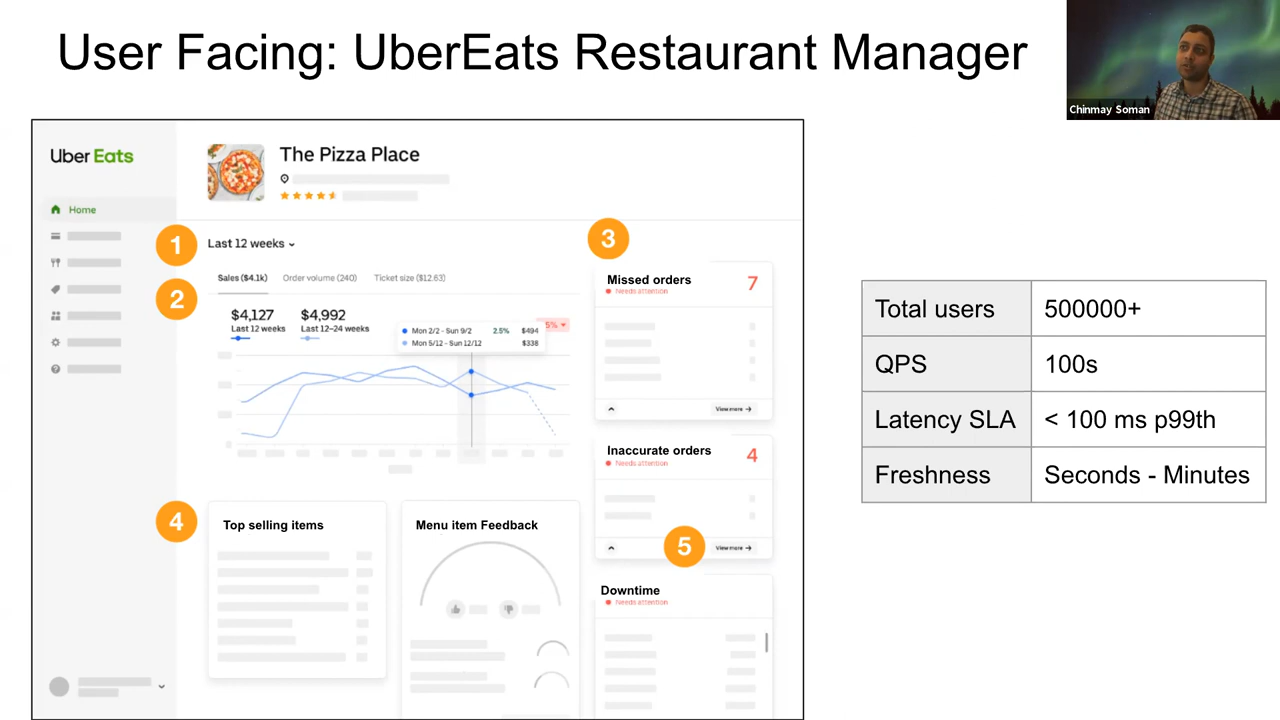 User Facing: UberEats Restaurant Manager
Chinmay Soman
Uber Eats
The Pizza Place
Home
1
Last 12 weeks
2
Sales ($4.1k) Order volume (240) Ticket size ($12.63)
$4,127 $4,992
Last 12 weeks Last 12–24 weeks
5%
Mon 2/2 - Sun 9/2 2.5% $494
Mon 5/12 - Sun 12/12 $338
3
Missed orders 7
Needs attention
View more →
Inaccurate orders 4
Needs attention
5
View more →
Downtime
Needs attention
4
Top selling items
Menu item Feedback
Total users 500000+
QPS 100s
Latency SLA < 100 ms p99th
Freshness Seconds - Minutes